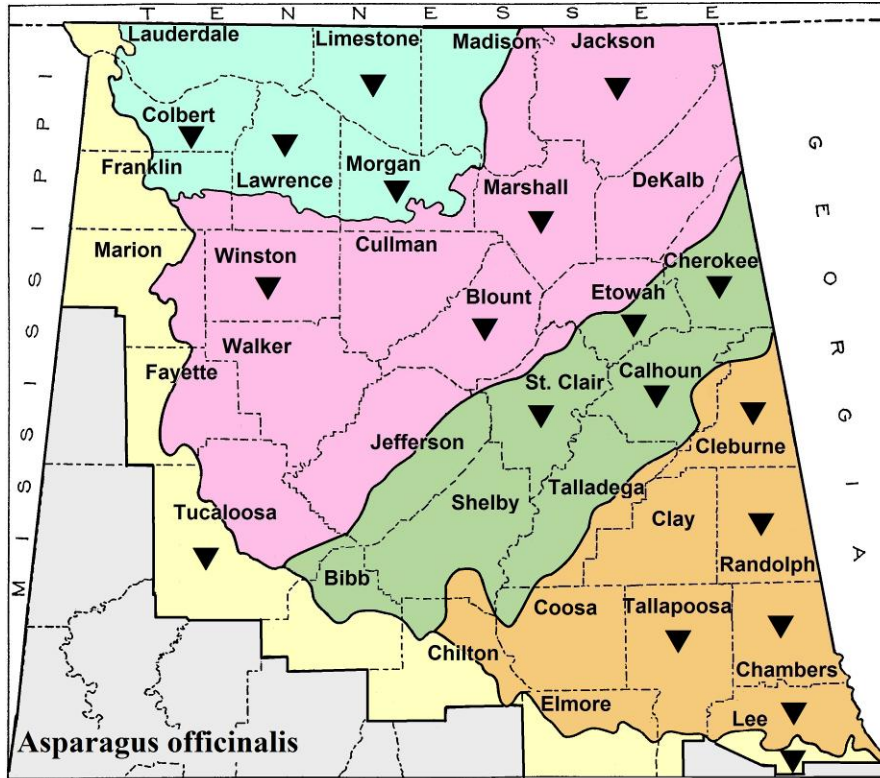 T E N N E S S E E
Lauderdale
Limestone
Madison
Jackson
Colbert
Franklin
Lawrence
Morgan
Marshall
DeKalb
Marion
Winston
Cullman
Cherokee
Blount
Etowah
Walker
Fayette
St. Clair
Calhoun
Jefferson
Cleburne
Tucaloosa
Shelby
Talladega
Clay
Randolph
Bibb
Coosa
Tallapoosa
Chilton
Chambers
Elmore
Lee
MISSISSIPPI
GEORGIA
Asparagus officinalis